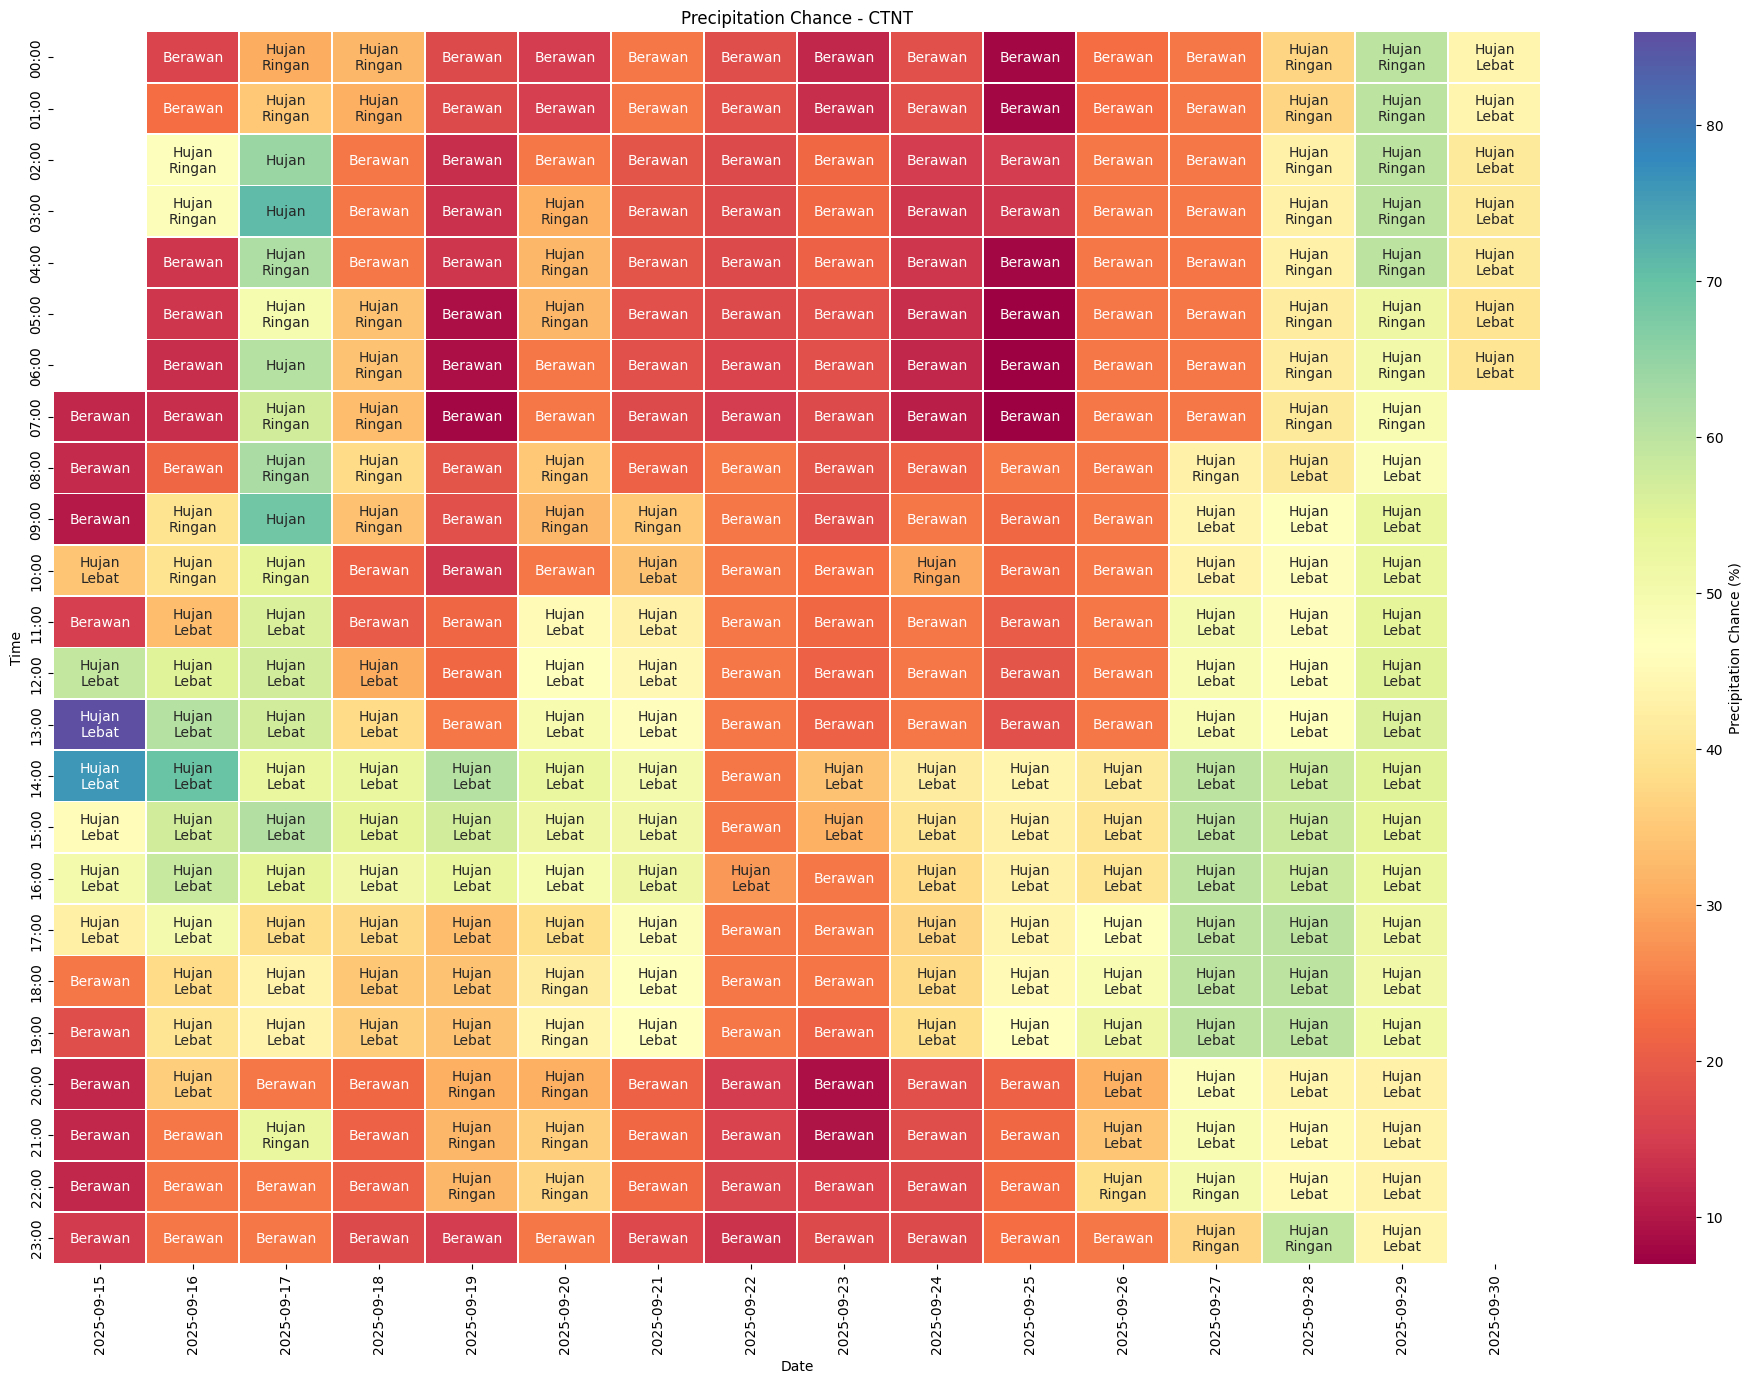 Precipitation Chance - CTNT
00:00 Berawan Hujan Ringan Hujan Ringan Berawan Berawan Berawan Berawan Berawan Berawan Berawan Berawan Berawan Hujan Ringan Hujan Ringan Hujan Lebat
01:00 Berawan Hujan Ringan Hujan Ringan Berawan Berawan Berawan Berawan Berawan Berawan Berawan Berawan Berawan Hujan Ringan Hujan Ringan Hujan Lebat
02:00 Hujan Ringan Hujan Berawan Berawan Berawan Berawan Berawan Berawan Berawan Berawan Berawan Berawan Hujan Ringan Hujan Ringan Hujan Lebat
03:00 Hujan Ringan Hujan Berawan Berawan Hujan Ringan Berawan Berawan Berawan Berawan Berawan Berawan Berawan Hujan Ringan Hujan Ringan Hujan Lebat
04:00 Berawan Hujan Ringan Berawan Berawan Hujan Ringan Berawan Berawan Berawan Berawan Berawan Berawan Berawan Hujan Ringan Hujan Ringan Hujan Lebat
05:00 Berawan Hujan Ringan Hujan Ringan Berawan Hujan Ringan Berawan Berawan Berawan Berawan Berawan Berawan Berawan Hujan Ringan Hujan Ringan Hujan Lebat
06:00 Berawan Hujan Hujan Ringan Berawan Berawan Berawan Berawan Berawan Berawan Berawan Berawan Berawan Hujan Ringan Hujan Ringan Hujan Lebat
07:00 Berawan Berawan Hujan Ringan Hujan Ringan Berawan Berawan Berawan Berawan Berawan Berawan Berawan Berawan Berawan Hujan Ringan Hujan Ringan
08:00 Berawan Berawan Hujan Ringan Hujan Ringan Berawan Hujan Ringan Berawan Berawan Berawan Berawan Berawan Berawan Hujan Ringan Hujan Lebat Hujan Lebat
09:00 Berawan Hujan Ringan Hujan Hujan Ringan Berawan Hujan Ringan Hujan Ringan Berawan Berawan Berawan Berawan Berawan Hujan Lebat Hujan Lebat Hujan Lebat
10:00 Hujan Lebat Hujan Ringan Hujan Ringan Berawan Berawan Berawan Hujan Lebat Berawan Berawan Hujan Ringan Berawan Berawan Hujan Lebat Hujan Lebat Hujan Lebat
11:00 Berawan Hujan Lebat Hujan Lebat Berawan Berawan Hujan Lebat Hujan Lebat Berawan Berawan Berawan Berawan Berawan Hujan Lebat Hujan Lebat Hujan Lebat
12:00 Hujan Lebat Hujan Lebat Hujan Lebat Hujan Lebat Berawan Hujan Lebat Hujan Lebat Berawan Berawan Berawan Berawan Berawan Hujan Lebat Hujan Lebat Hujan Lebat
13:00 Hujan Lebat Hujan Lebat Hujan Lebat Hujan Lebat Berawan Hujan Lebat Hujan Lebat Berawan Berawan Berawan Berawan Berawan Hujan Lebat Hujan Lebat Hujan Lebat
14:00 Hujan Lebat Hujan Lebat Hujan Lebat Hujan Lebat Hujan Lebat Hujan Lebat Hujan Lebat Berawan Hujan Lebat Hujan Lebat Hujan Lebat Hujan Lebat Hujan Lebat Hujan Lebat Hujan Lebat
15:00 Hujan Lebat Hujan Lebat Hujan Lebat Hujan Lebat Hujan Lebat Hujan Lebat Hujan Lebat Berawan Hujan Lebat Hujan Lebat Hujan Lebat Hujan Lebat Hujan Lebat Hujan Lebat Hujan Lebat
16:00 Hujan Lebat Hujan Lebat Hujan Lebat Hujan Lebat Hujan Lebat Hujan Lebat Hujan Lebat Hujan Lebat Berawan Hujan Lebat Hujan Lebat Hujan Lebat Hujan Lebat Hujan Lebat Hujan Lebat
17:00 Hujan Lebat Hujan Lebat Hujan Lebat Hujan Lebat Hujan Lebat Hujan Lebat Hujan Lebat Berawan Berawan Hujan Lebat Hujan Lebat Hujan Lebat Hujan Lebat Hujan Lebat Hujan Lebat
18:00 Berawan Hujan Lebat Hujan Lebat Hujan Lebat Hujan Lebat Hujan Ringan Hujan Lebat Berawan Berawan Hujan Lebat Hujan Lebat Hujan Lebat Hujan Lebat Hujan Lebat Hujan Lebat
19:00 Berawan Hujan Lebat Hujan Lebat Hujan Lebat Hujan Lebat Hujan Ringan Hujan Lebat Berawan Berawan Hujan Lebat Hujan Lebat Hujan Lebat Hujan Lebat Hujan Lebat Hujan Lebat
20:00 Berawan Hujan Lebat Berawan Berawan Hujan Ringan Hujan Ringan Berawan Berawan Berawan Berawan Berawan Hujan Lebat Hujan Lebat Hujan Lebat Hujan Lebat
21:00 Berawan Berawan Hujan Ringan Berawan Hujan Ringan Hujan Ringan Berawan Berawan Berawan Berawan Berawan Hujan Lebat Hujan Lebat Hujan Lebat Hujan Lebat
22:00 Berawan Berawan Berawan Berawan Hujan Ringan Hujan Ringan Berawan Berawan Berawan Berawan Berawan Hujan Ringan Hujan Ringan Hujan Lebat Hujan Lebat
23:00 Berawan Berawan Berawan Berawan Berawan Berawan Berawan Berawan Berawan Berawan Berawan Berawan Hujan Ringan Hujan Ringan Hujan Lebat
Time
2025-09-15 2025-09-16 2025-09-17 2025-09-18 2025-09-19 2025-09-20 2025-09-21 2025-09-22 2025-09-23 2025-09-24 2025-09-25 2025-09-26 2025-09-27 2025-09-28 2025-09-29 2025-09-30
Date
80
70
60
50
40
30
20
10
Precipitation Chance (%)